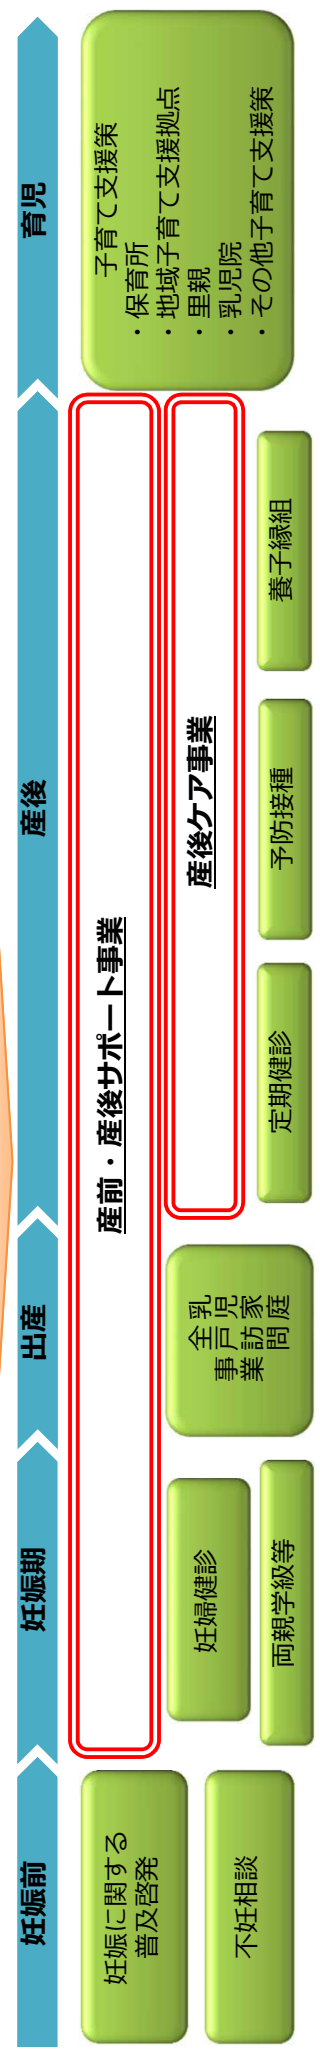 妊娠前
妊娠期
出産
産後
育児
妊娠に関する
普及啓発
不妊相談
産前・産後サポート事業
妊婦健診
両親学級等
乳児家庭
全戸訪問
事業
産後ケア事業
定期健診
予防接種
養子縁組
子育て支援策
・保育所
・地域子育て支援拠点
・里親
・乳児院
・その他子育て支援策